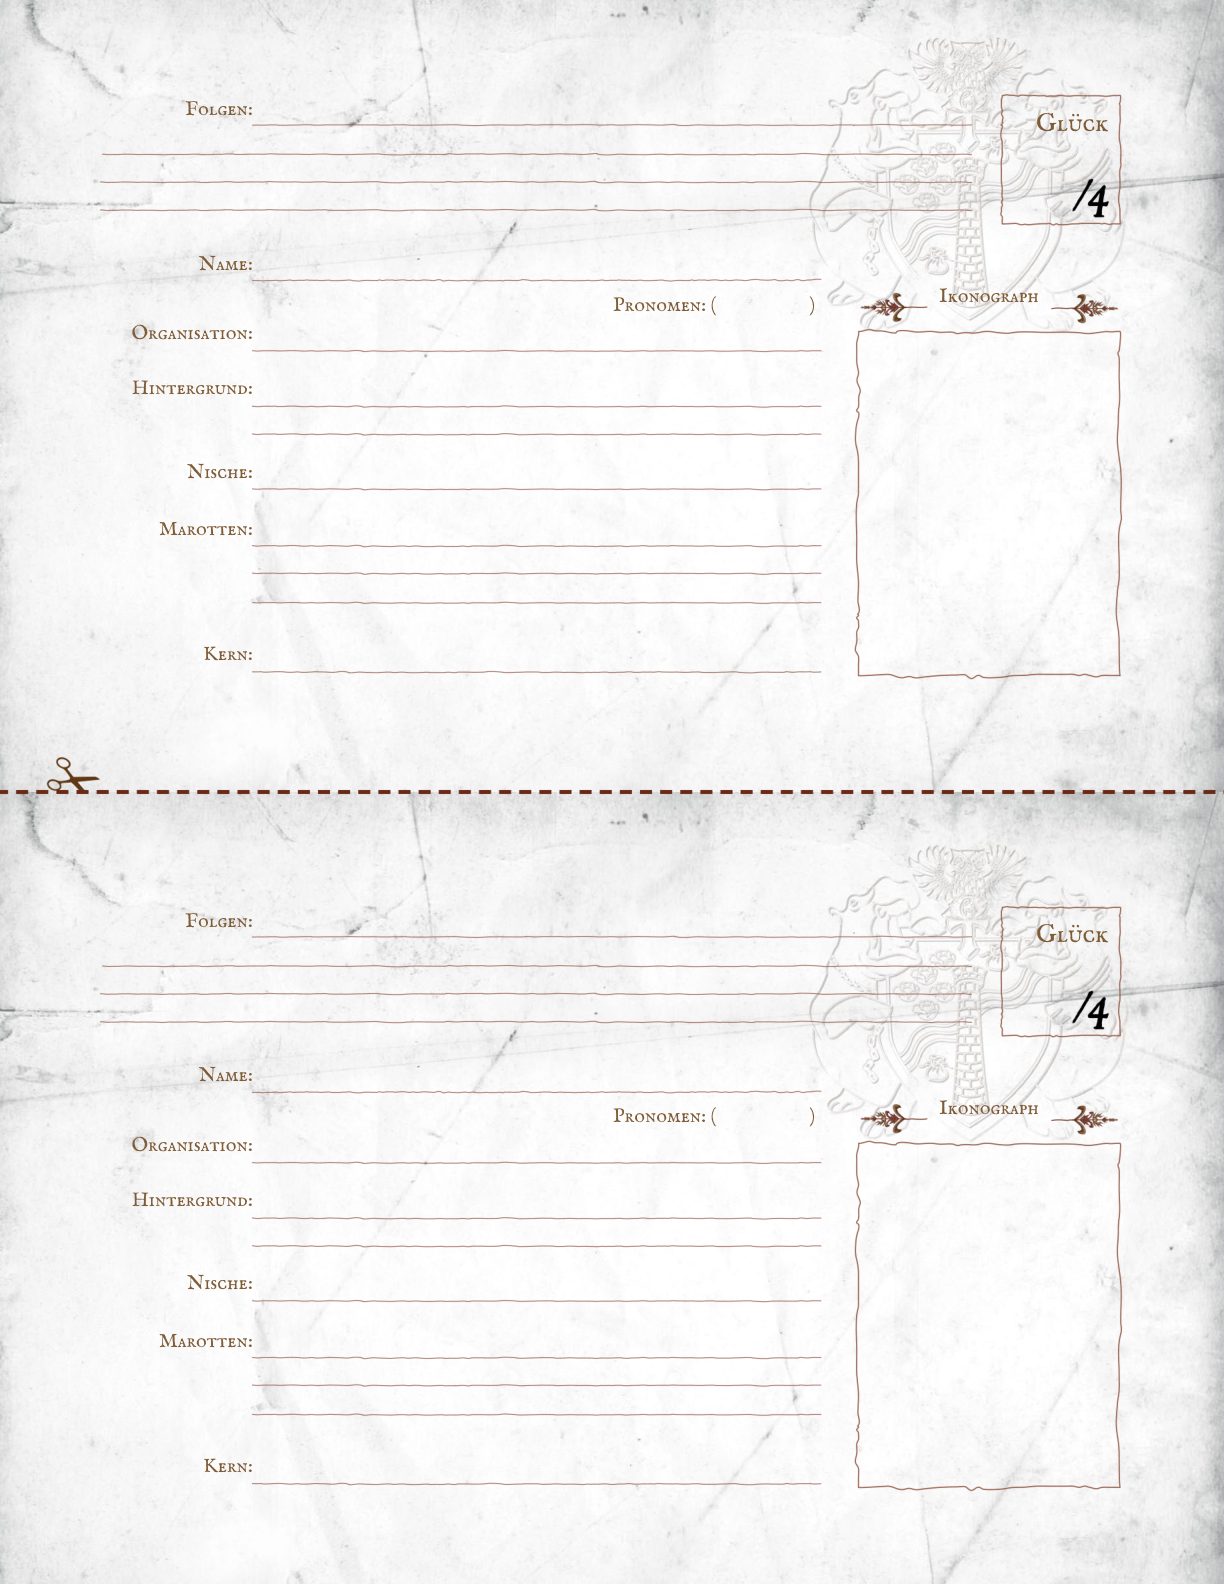 Folgen:
Glück
/4
Name:
Pronomen: ( )
Ikonograph
Organisation:
Hintergrund:
Nische:
Marotten:
Kern:
Folgen:
Glück
/4
Name:
Pronomen: ( )
Ikonograph
Organisation:
Hintergrund:
Nische:
Marotten:
Kern: